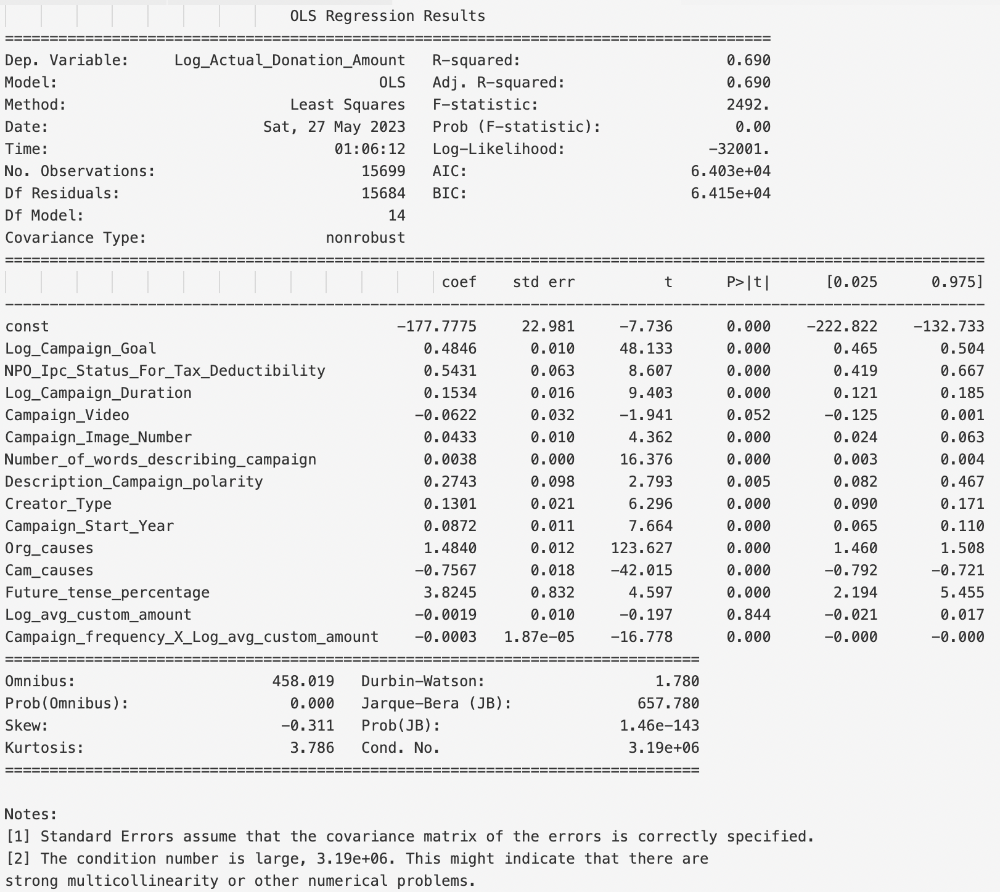 OLS Regression Results
==============================================================================
Dep. Variable: Log_Actual_Donation_Amount R-squared: 0.690
Model: OLS Adj. R-squared: 0.690
Method: Least Squares F-statistic: 2492.
Date: Sat, 27 May 2023 Prob (F-statistic): 0.00
Time: 01:06:12 Log-Likelihood: -32001.
No. Observations: 15699 AIC: 6.403e+04
Df Residuals: 15684 BIC: 6.415e+04
Df Model: 14
Covariance Type: nonrobust
==============================================================================
coef std err t P>|t| [0.025 0.975]
------------------------------------------------------------------------------
const -177.7775 22.981 -7.736 0.000 -222.822 -132.733
Log_Campaign_Goal 0.4846 0.010 48.133 0.000 0.465 0.504
NPO_Ipc_Status_For_Tax_Deductibility 0.5431 0.063 8.607 0.000 0.419 0.667
Log_Campaign_Duration 0.1534 0.016 9.403 0.000 0.121 0.185
Campaign_Video -0.0622 0.032 -1.941 0.052 -0.125 0.001
Campaign_Image_Number 0.0433 0.010 4.362 0.000 0.024 0.063
Number_of_words_describing_campaign 0.0038 0.000 16.376 0.000 0.003 0.004
Description_Campaign_polarity 0.2743 0.098 2.793 0.005 0.082 0.467
Creator_Type 0.1301 0.021 6.296 0.000 0.090 0.171
Campaign_Start_Year 0.0872 0.011 7.664 0.000 0.065 0.110
Org_causes 1.4840 0.012 123.627 0.000 1.460 1.508
Cam_causes -0.7567 0.018 -42.015 0.000 -0.792 -0.721
Future_tense_percentage 3.8245 0.832 4.597 0.000 2.194 5.455
Log_avg_custom_amount -0.0019 0.010 -0.197 0.844 -0.021 0.017
Campaign_frequency_X_Log_avg_custom_amount -0.0003 1.87e-05 -16.778 0.000 -0.000 -0.000
==============================================================================
Omnibus: 458.019 Durbin-Watson: 1.780
Prob(Omnibus): 0.000 Jarque-Bera (JB): 657.780
Skew: -0.311 Prob(JB): 1.46e-143
Kurtosis: 3.786 Cond. No. 3.19e+06
==============================================================================
Notes:
[1] Standard Errors assume that the covariance matrix of the errors is correctly specified.
[2] The condition number is large, 3.19e+06. This might indicate that there are
strong multicollinearity or other numerical problems.